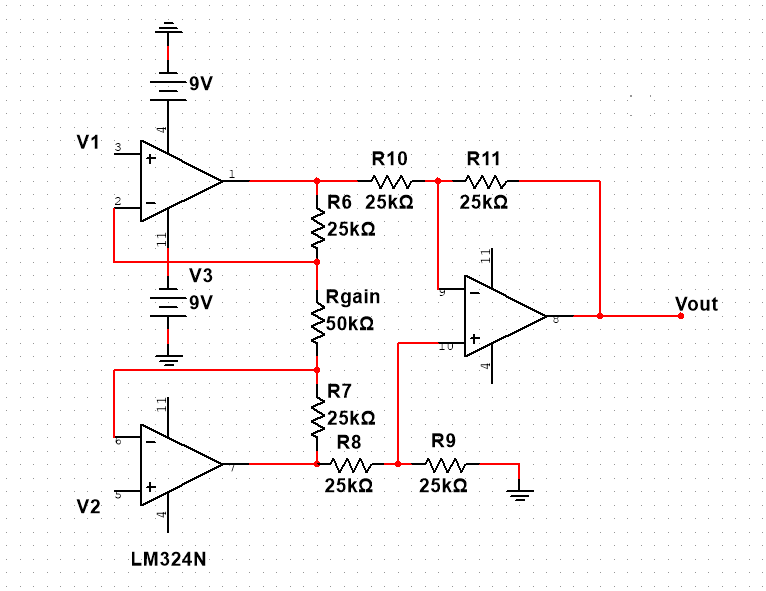 9V
4
V1
3
1
2
11
R10
25kΩ
R11
25kΩ
R6
25kΩ
V3
9V
Rgain
50kΩ
11
9
10
8
4
Vout
R7
25kΩ
11
6
7
5
4
V2
R8
25kΩ
R9
25kΩ
LM324N